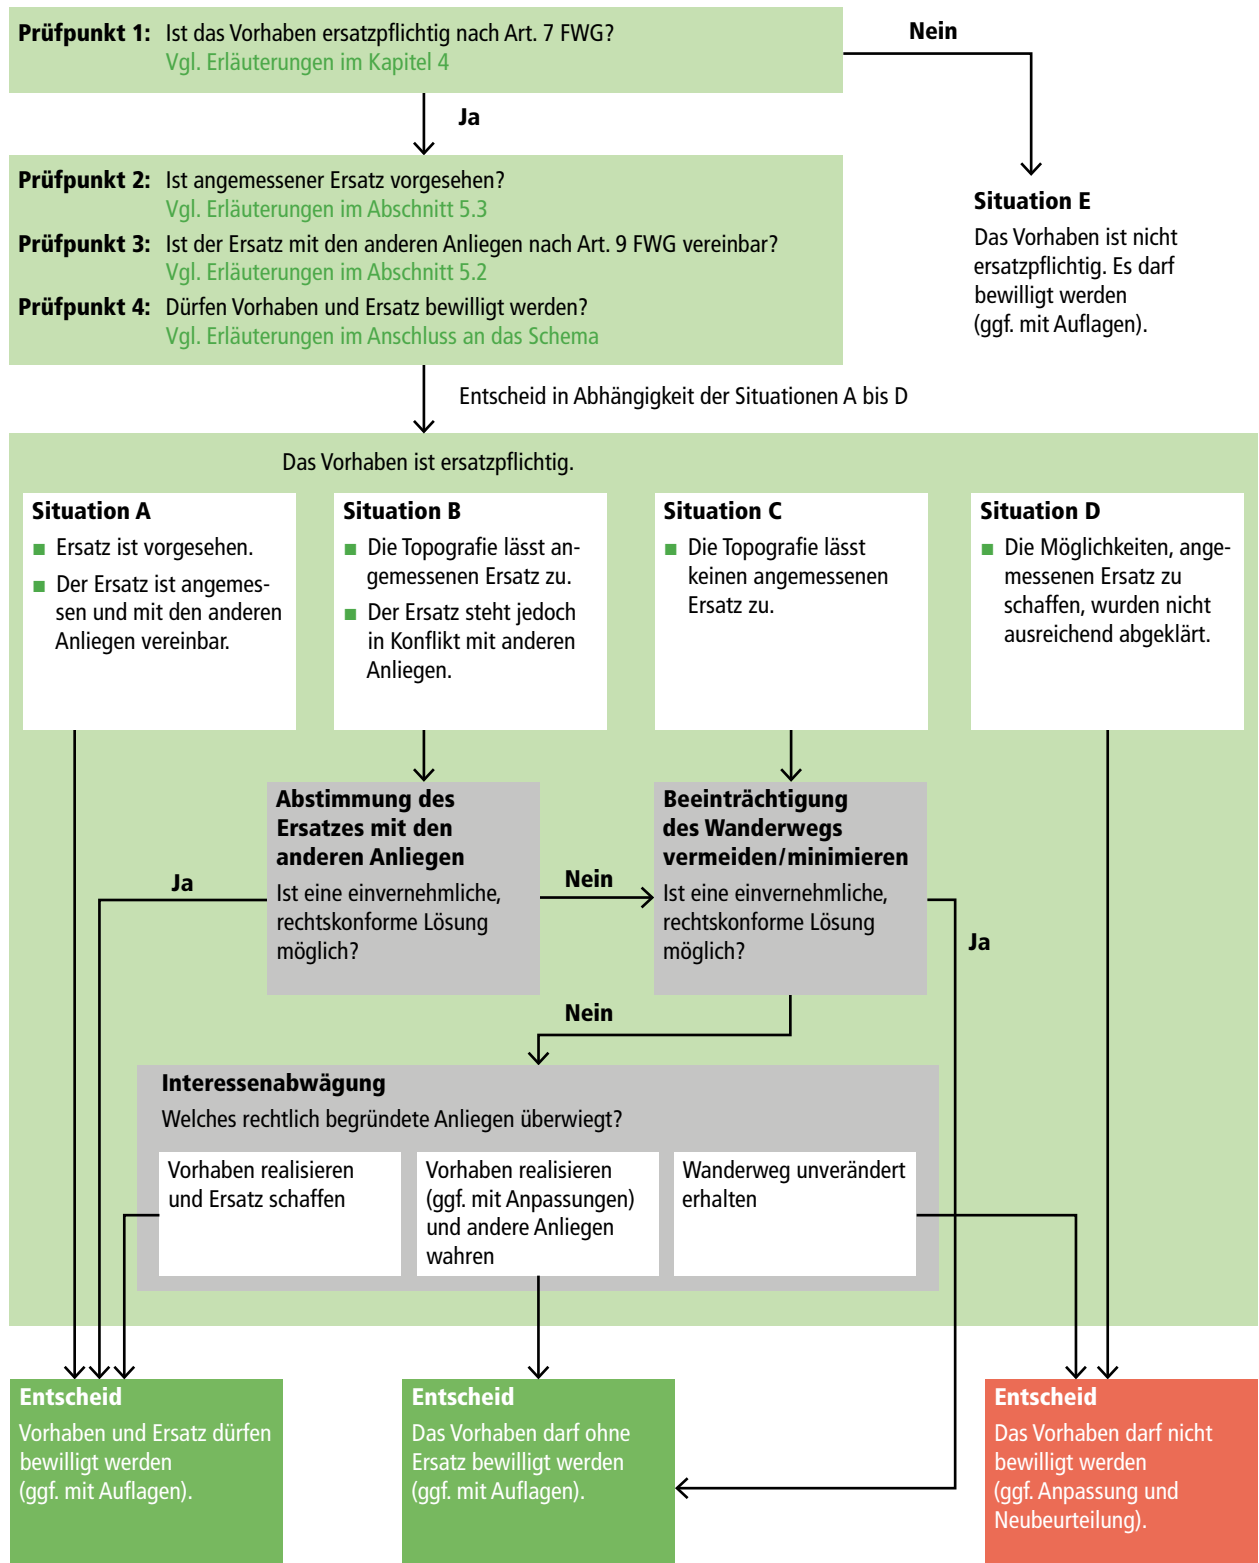 Prüfpunkt 1: Ist das Vorhaben ersatzpflichtig nach Art. 7 FWG?
Vgl. Erläuterungen im Kapitel 4
Nein
Ja
Prüfpunkt 2: Ist angemessener Ersatz vorgesehen?
Vgl. Erläuterungen im Abschnitt 5.3
Prüfpunkt 3: Ist der Ersatz mit den anderen Anliegen nach Art. 9 FWG vereinbar?
Vgl. Erläuterungen im Abschnitt 5.2
Prüfpunkt 4: Dürfen Vorhaben und Ersatz bewilligt werden?
Vgl. Erläuterungen im Anschluss an das Schema
Situation E
Das Vorhaben ist nicht
ersatzpflichtig. Es darf
bewilligt werden
(ggf. mit Auflagen).
Entscheid in Abhängigkeit der Situationen A bis D
Das Vorhaben ist ersatzpflichtig.
Situation A
Ersatz ist vorgesehen.
Der Ersatz ist angemes-
sen und mit den anderen
Anliegen vereinbar.
Situation B
Die Topografie lässt an-
gemessenen Ersatz zu.
Der Ersatz steht jedoch
in Konflikt mit anderen
Anliegen.
Situation C
Die Topografie lässt
keinen angemessenen
Ersatz zu.
Situation D
Die Möglichkeiten, ange-
messenen Ersatz zu
schaffen, wurden nicht
ausreichend abgeklärt.
Abstimmung des
Ersatzes mit den
anderen Anliegen
Ist eine einvernehmliche,
rechtskonforme Lösung
möglich?
Ja
Nein
Beeinträchtigung
des Wanderwegs
vermeiden/minimieren
Ist eine einvernehmliche,
rechtskonforme Lösung
möglich?
Ja
Nein
Interessenabwägung
Welches rechtlich begründete Anliegen überwiegt?
Vorhaben realisieren
und Ersatz schaffen
Vorhaben realisieren
(ggf. mit Anpassungen)
und andere Anliegen
wahren
Wanderweg unverändert
erhalten
Entscheid
Vorhaben und Ersatz dürfen
bewilligt werden
(ggf. mit Auflagen).
Entscheid
Das Vorhaben darf ohne
Ersatz bewilligt werden
(ggf. mit Auflagen).
Entscheid
Das Vorhaben darf nicht
bewilligt werden
(ggf. Anpassung und
Neubeurteilung).